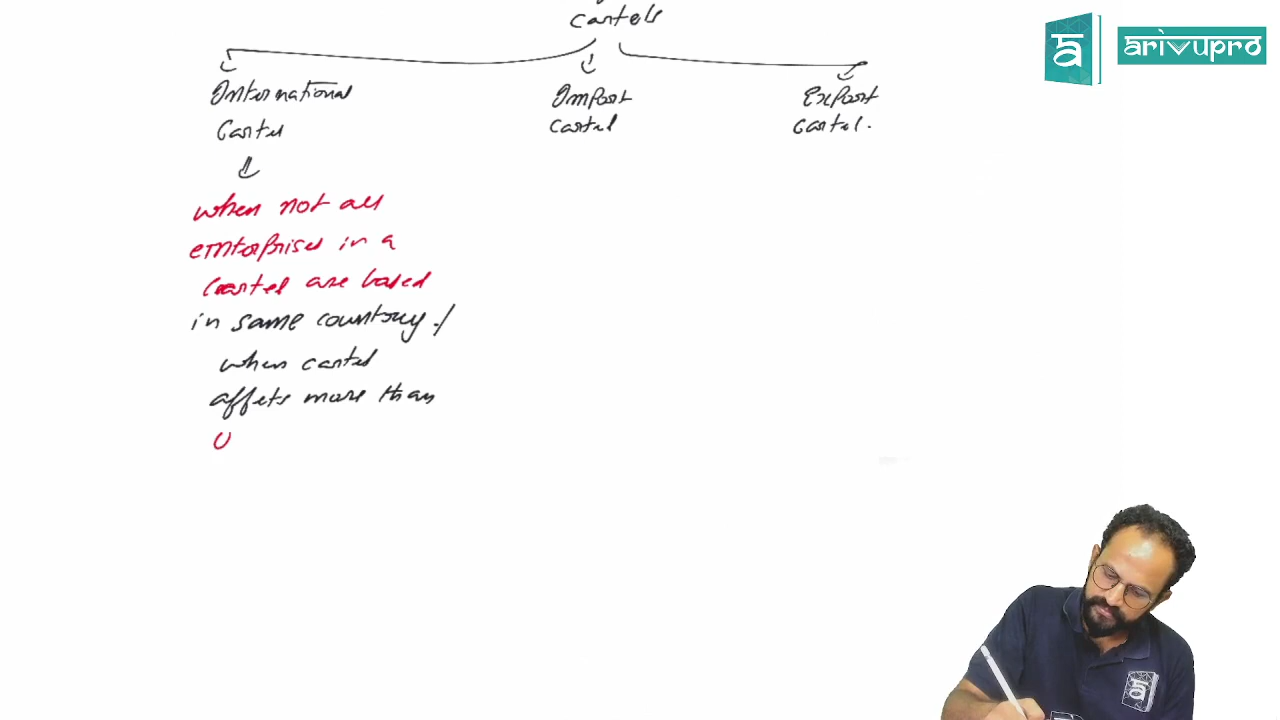 cartels
arivupro
International
Cartel
Import
cartel
Export
cartel.
when not all
enterprises in a
Cartel are based
in same country./
when cartel
affets more than